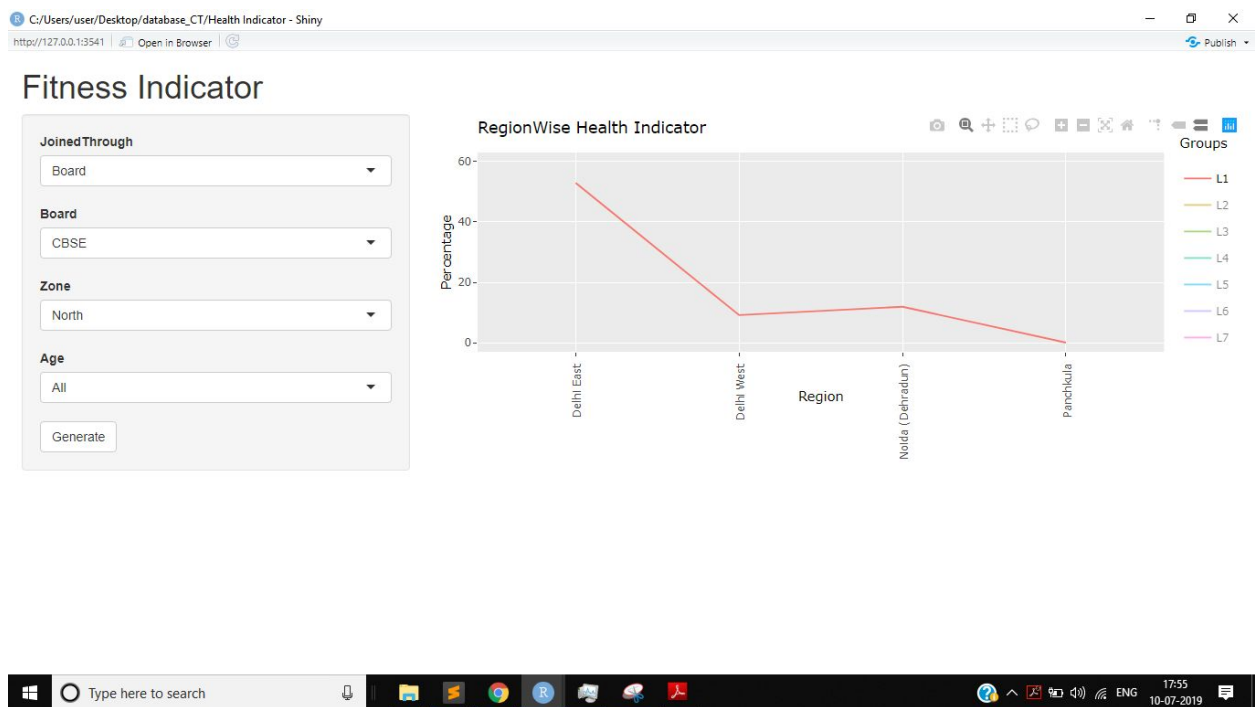 C:/Users/user/Desktop/database_CT/Health Indicator - Shiny
http://127.0.0.1:3541 Open in Browser
Publish
Fitness Indicator
JoinedThrough
Board
Board
CBSE
Zone
North
Age
All
Generate
RegionWise Health Indicator
Percentage
60
40
20
0
Delhi East
Delhi West
Noida (Dehradun)
Panchkula
Region
Groups
L1
L2
L3
L4
L5
L6
L7
Type here to search
ENG
17:55
10-07-2019